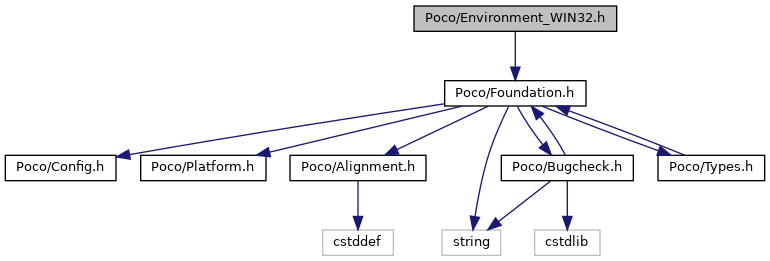 Poco/Environment_WIN32.h
Poco/Foundation.h
Poco/Config.h
Poco/Platform.h
Poco/Alignment.h
Poco/Bugcheck.h
Poco/Types.h
cstddef
string
cstdlib